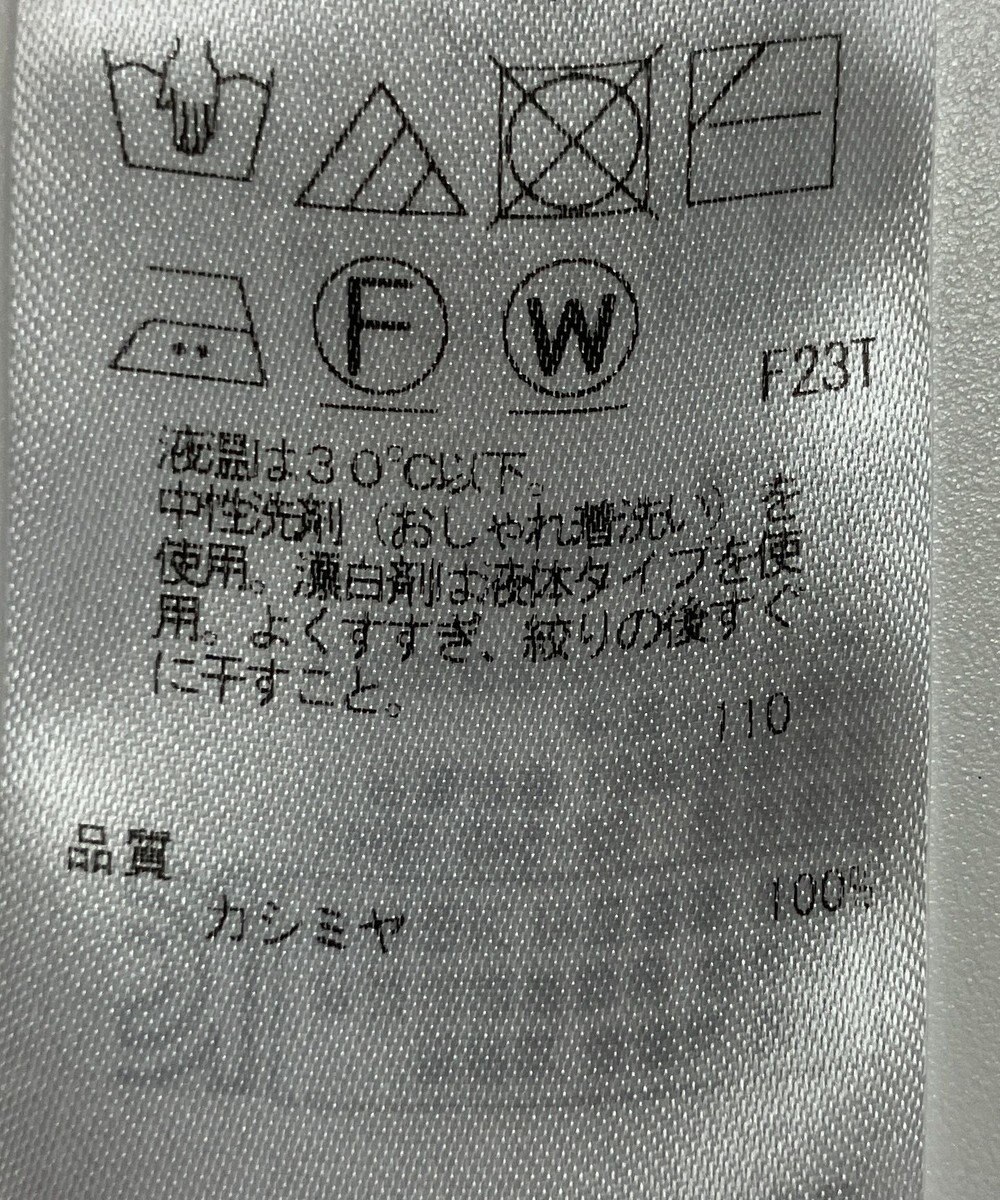 F
W
F23T
液温は30℃以下。
中性洗剤（おしゃれ着洗い）を
使用。漂白剤は液体タイプを使
用。よくすすぎ、絞りの後すぐ
に干すこと。
110
品質
カシミヤ 100%